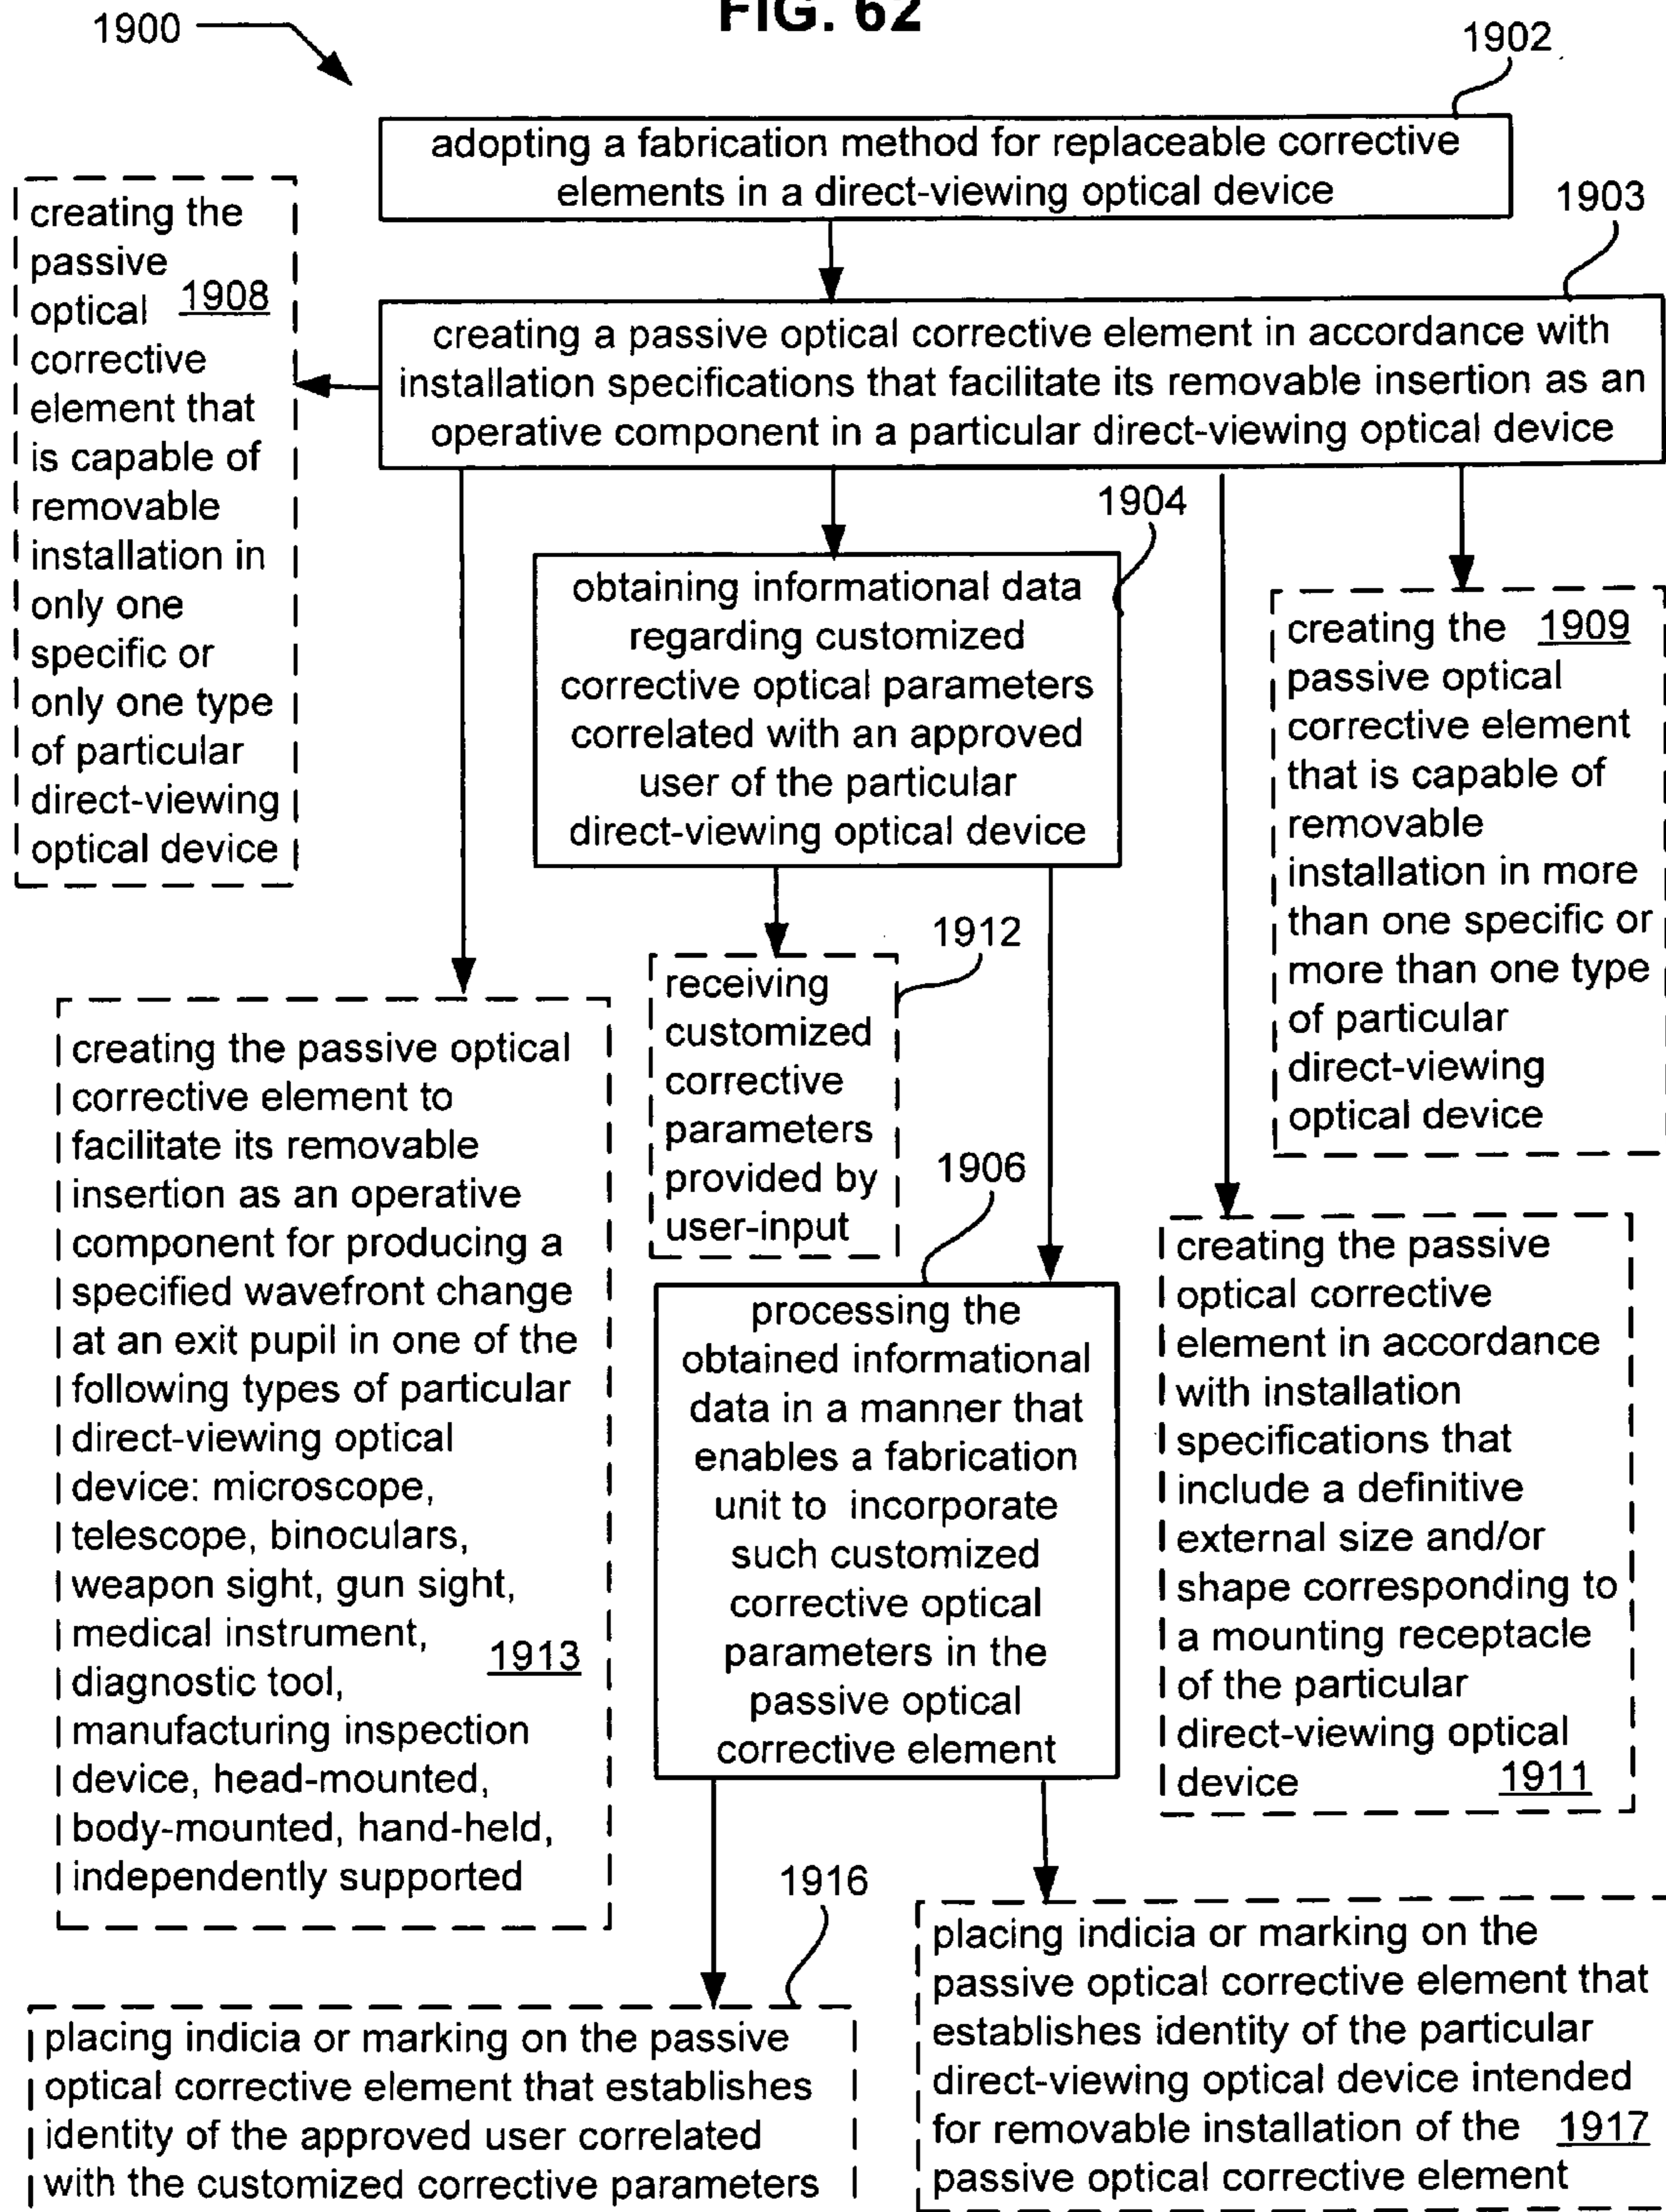 FIG. 62
1900
1902
adopting a fabrication method for replaceable corrective
elements in a direct-viewing optical device
1903
creating a passive optical corrective element in accordance with
installation specifications that facilitate its removable insertion as an
operative component in a particular direct-viewing optical device
creating the
passive
optical 1908
corrective
element that
is capable of
removable
installation in
only one
specific or
only one type
of particular
direct-viewing
optical device
1904
obtaining informational data
regarding customized
corrective optical parameters
correlated with an approved
user of the particular
direct-viewing optical device
creating the 1909
passive optical
corrective element
that is capable of
removable
installation in more
than one specific or
more than one type
of particular
direct-viewing
optical device
1912
receiving
customized
corrective
parameters
provided by
user-input
creating the passive optical
corrective element to
facilitate its removable
insertion as an operative
component for producing a
specified wavefront change
at an exit pupil in one of the
following types of particular
direct-viewing optical
device: microscope,
telescope, binoculars,
weapon sight, gun sight,
medical instrument,
diagnostic tool, 1913
manufacturing inspection
device, head-mounted,
body-mounted, hand-held,
independently supported
1906
processing the
obtained informational
data in a manner that
enables a fabrication
unit to incorporate
such customized
corrective optical
parameters in the
passive optical
corrective element
creating the passive
optical corrective
element in accordance
with installation
specifications that
include a definitive
external size and/or
shape corresponding to
a mounting receptacle
of the particular
direct-viewing optical
device 1911
1916
placing indicia or marking on the passive
optical corrective element that establishes
identity of the approved user correlated
with the customized corrective parameters
placing indicia or marking on the
passive optical corrective element that
establishes identity of the particular
direct-viewing optical device intended
for removable installation of the 1917
passive optical corrective element